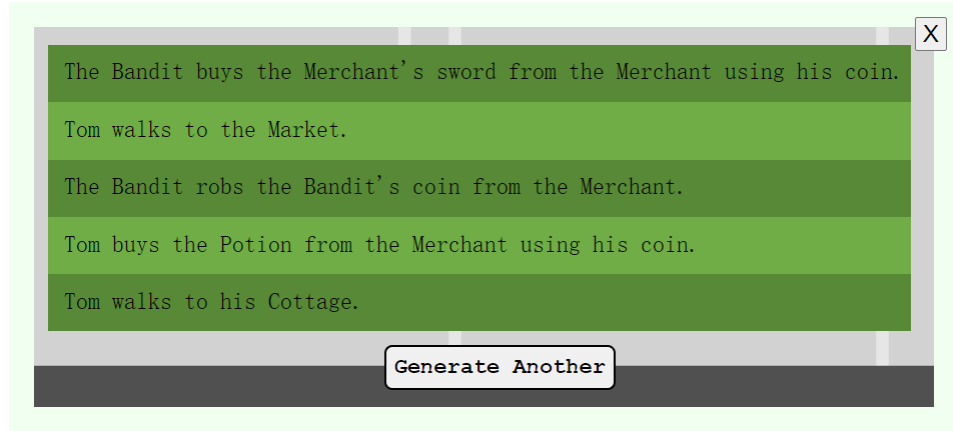 X
The Bandit buys the Merchant's sword from the Merchant using his coin.
Tom walks to the Market.
The Bandit robs the Bandit's coin from the Merchant.
Tom buys the Potion from the Merchant using his coin.
Tom walks to his Cottage.
Generate Another